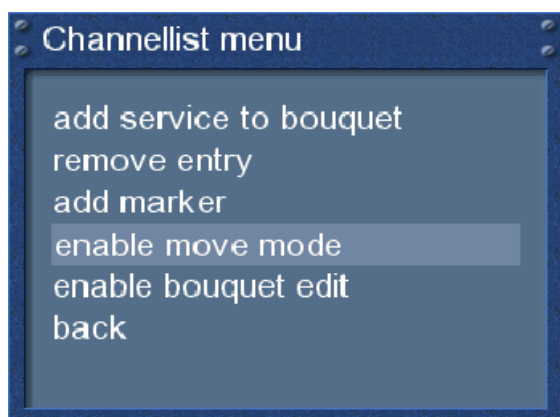 Channellist menu
add service to bouquet
remove entry
add marker
enable move mode
enable bouquet edit
back